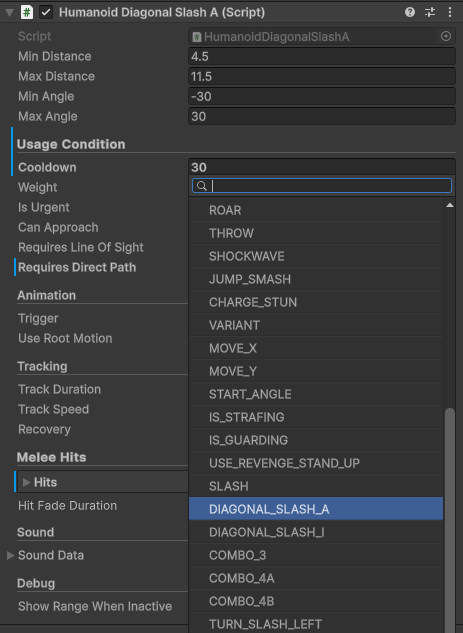 Humanoid Diagonal Slash A (Script)
Script HumanoidDiagonalSlashA
Min Distance 4.5
Max Distance 11.5
Min Angle -30
Max Angle 30
Usage Condition
Cooldown 30
Weight
Is Urgent
Can Approach
Requires Line Of Sight
Requires Direct Path
Animation
Trigger
Use Root Motion
Tracking
Track Duration
Track Speed
Recovery
Melee Hits
Hits
Hit Fade Duration
Sound
Sound Data
Debug
Show Range When Inactive
ROAR
THROW
SHOCKWAVE
JUMP_SMASH
CHARGE_STUN
VARIANT
MOVE_X
MOVE_Y
START_ANGLE
IS_STRAFING
IS_GUARDING
USE_REVENGE_STAND_UP
SLASH
DIAGONAL_SLASH_A
DIAGONAL_SLASH_I
COMBO_3
COMBO_4A
COMBO_4B
TURN_SLASH_LEFT